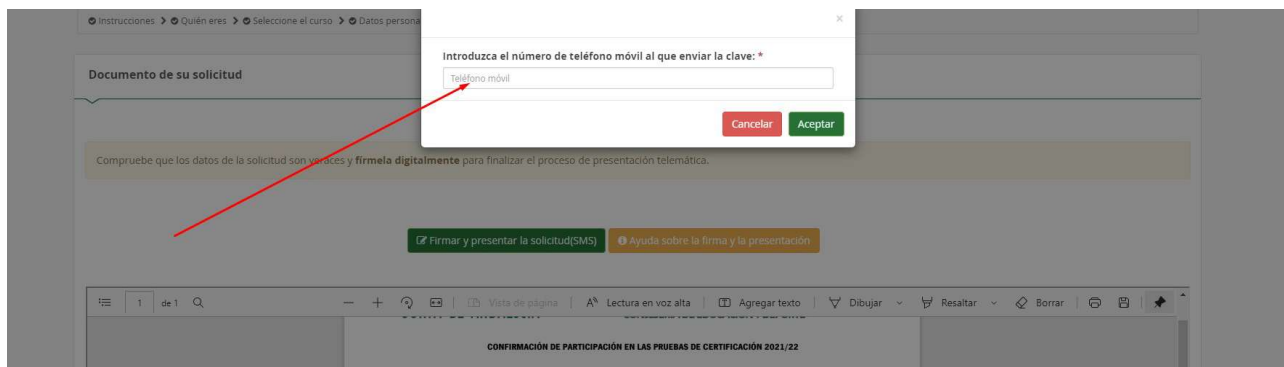 Instrucciones > Quién eres > Seleccione el curso > Datos persona
×
Introduzca el número de teléfono móvil al que enviar la clave: *
Teléfono móvil
Cancelar Aceptar
Documento de su solicitud
Compruebe que los datos de la solicitud son veraces y fírmela digitalmente para finalizar el proceso de presentación telemática.
Firmar y presentar la solicitud(SMS) Ayuda sobre la firma y la presentación
1 de 1 Vista de página Lectura en voz alta Agregar texto Dibujar Resaltar Borrar
CONFIRMACIÓN DE PARTICIPACIÓN EN LAS PRUEBAS DE CERTIFICACIÓN 2021/22